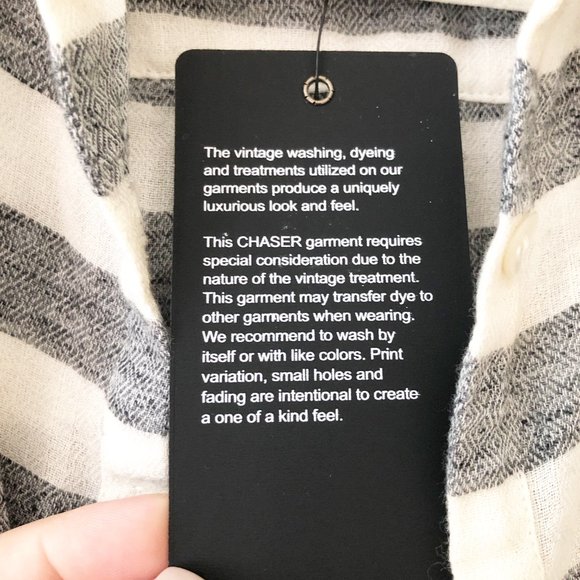 The vintage washing, dyeing
and treatments utilized on our
garments produce a uniquely
luxurious look and feel.
This CHASER garment requires
special consideration due to the
nature of the vintage treatment.
This garment may transfer dye to
other garments when wearing.
We recommend to wash by
itself or with like colors. Print
variation, small holes and
fading are intentional to create
a one of a kind feel.